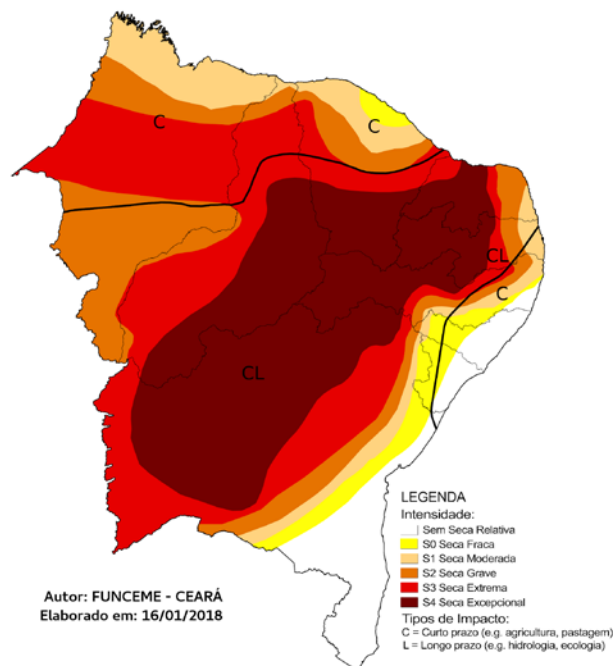 C
C
CL
C
CL
LEGENDA
Intensidade:
Sem Seca Relativa
S0 Seca Fraca
S1 Seca Moderada
S2 Seca Grave
S3 Seca Extrema
S4 Seca Excepcional
Tipos de Impacto:
C = Curto prazo (e.g. agricultura, pastagem)
L = Longo prazo (e.g. hidrologia, ecologia)
Autor: FUNCEME - CEARÁ
Elaborado em: 16/01/2018